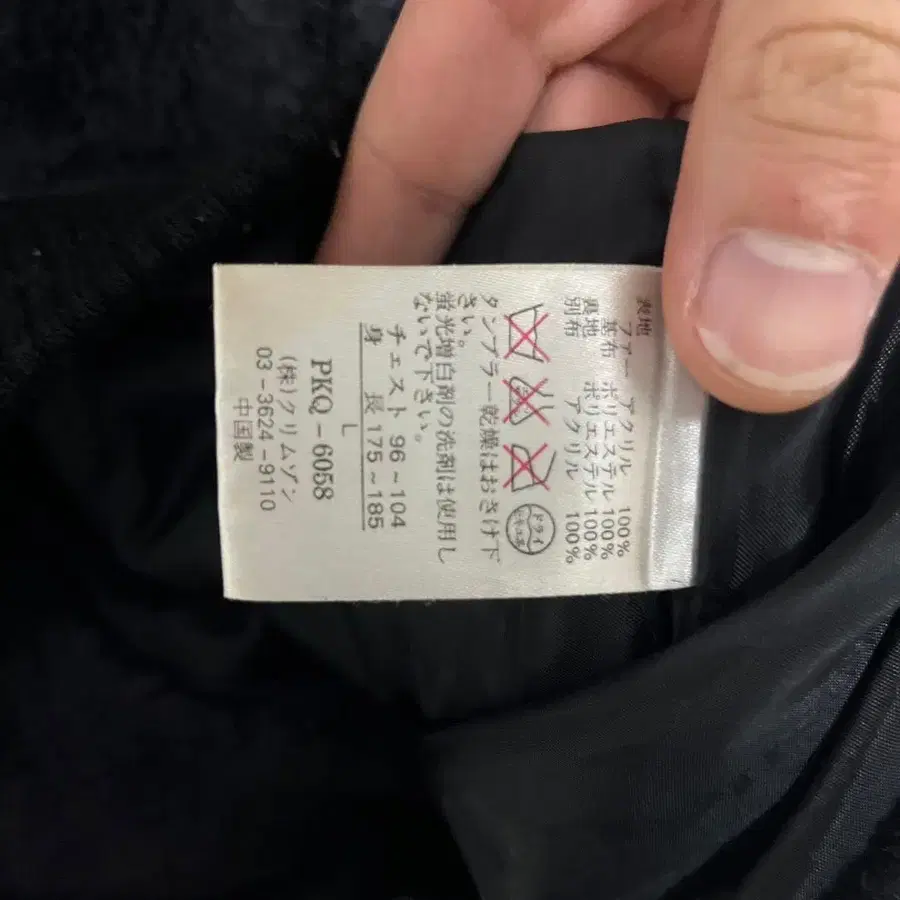 表地
ファー アクリル 100%
基布 ポリエステル 100%
裏地 ポリエステル 100%
別布 アクリル 100%
ドライ
タンブラー乾燥はおさけ下
さい。
蛍光増白剤の洗剤は使用し
ないで下さい。
チェスト 96～104
身長 175～185
L
PKQ-6058
(株)クリムゾン
03-3624-9110
中国製